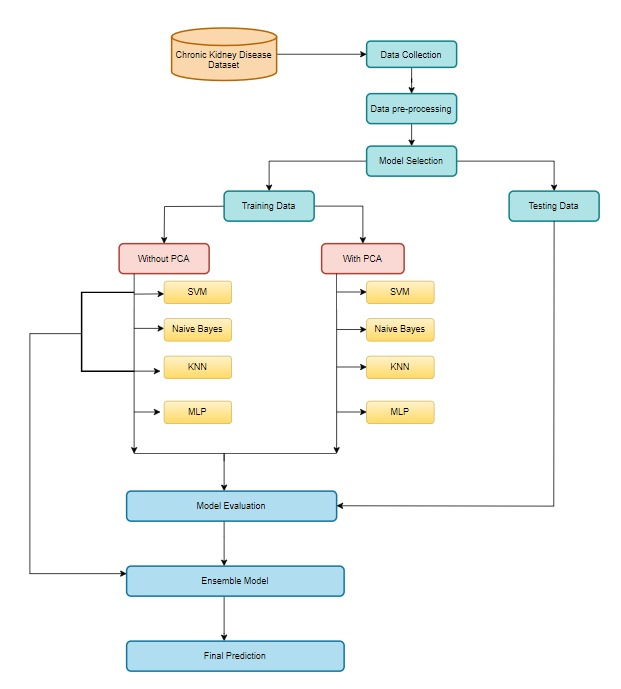 Chronic Kidney Disease
Dataset
Data Collection
Data pre-processing
Model Selection
Training Data
Testing Data
Without PCA
With PCA
SVM
SVM
Naive Bayes
Naive Bayes
KNN
KNN
MLP
MLP
Model Evaluation
Ensemble Model
Final Prediction